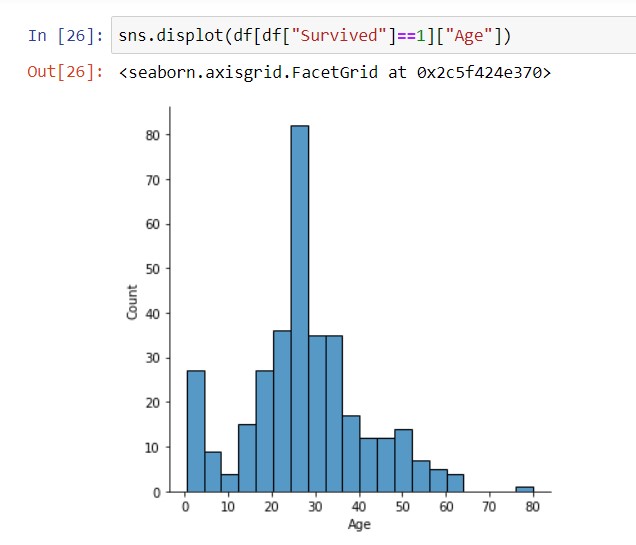 In [26]: sns.displot(df[df["Survived"]==1]["Age"])
Out[26]: <seaborn.axisgrid.FacetGrid at 0x2c5f424e370>
80
70
60
50
40
30
20
10
0
Count
0 10 20 30 40 50 60 70 80
Age